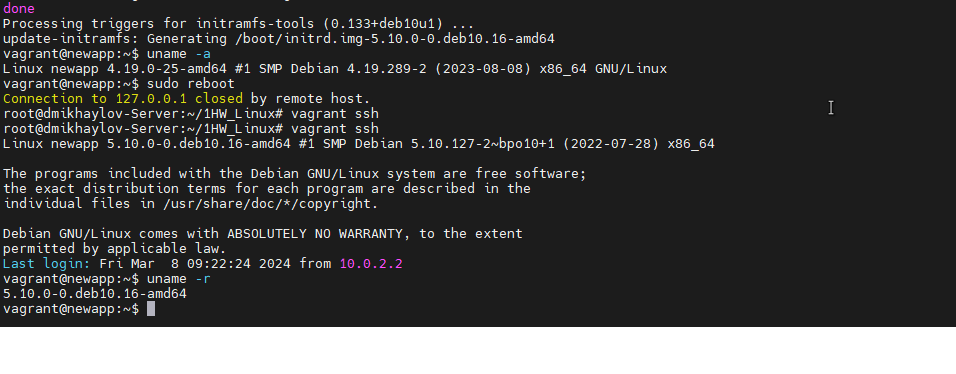 done
Processing triggers for initramfs-tools (0.133+deb10u1) ...
update-initramfs: Generating /boot/initrd.img-5.10.0-0.deb10.16-amd64
vagrant@newapp:~$ uname -a
Linux newapp 4.19.0-25-amd64 #1 SMP Debian 4.19.289-2 (2023-08-08) x86_64 GNU/Linux
vagrant@newapp:~$ sudo reboot
Connection to 127.0.0.1 closed by remote host.
root@dmikhaylov-Server:~/1HW_Linux# vagrant ssh
root@dmikhaylov-Server:~/1HW_Linux# vagrant ssh
Linux newapp 5.10.0-0.deb10.16-amd64 #1 SMP Debian 5.10.127-2~bpo10+1 (2022-07-28) x86_64

The programs included with the Debian GNU/Linux system are free software;
the exact distribution terms for each program are described in the
individual files in /usr/share/doc/*/copyright.

Debian GNU/Linux comes with ABSOLUTELY NO WARRANTY, to the extent
permitted by applicable law.
Last login: Fri Mar  8 09:22:24 2024 from 10.0.2.2
vagrant@newapp:~$ uname -r
5.10.0-0.deb10.16-amd64
vagrant@newapp:~$